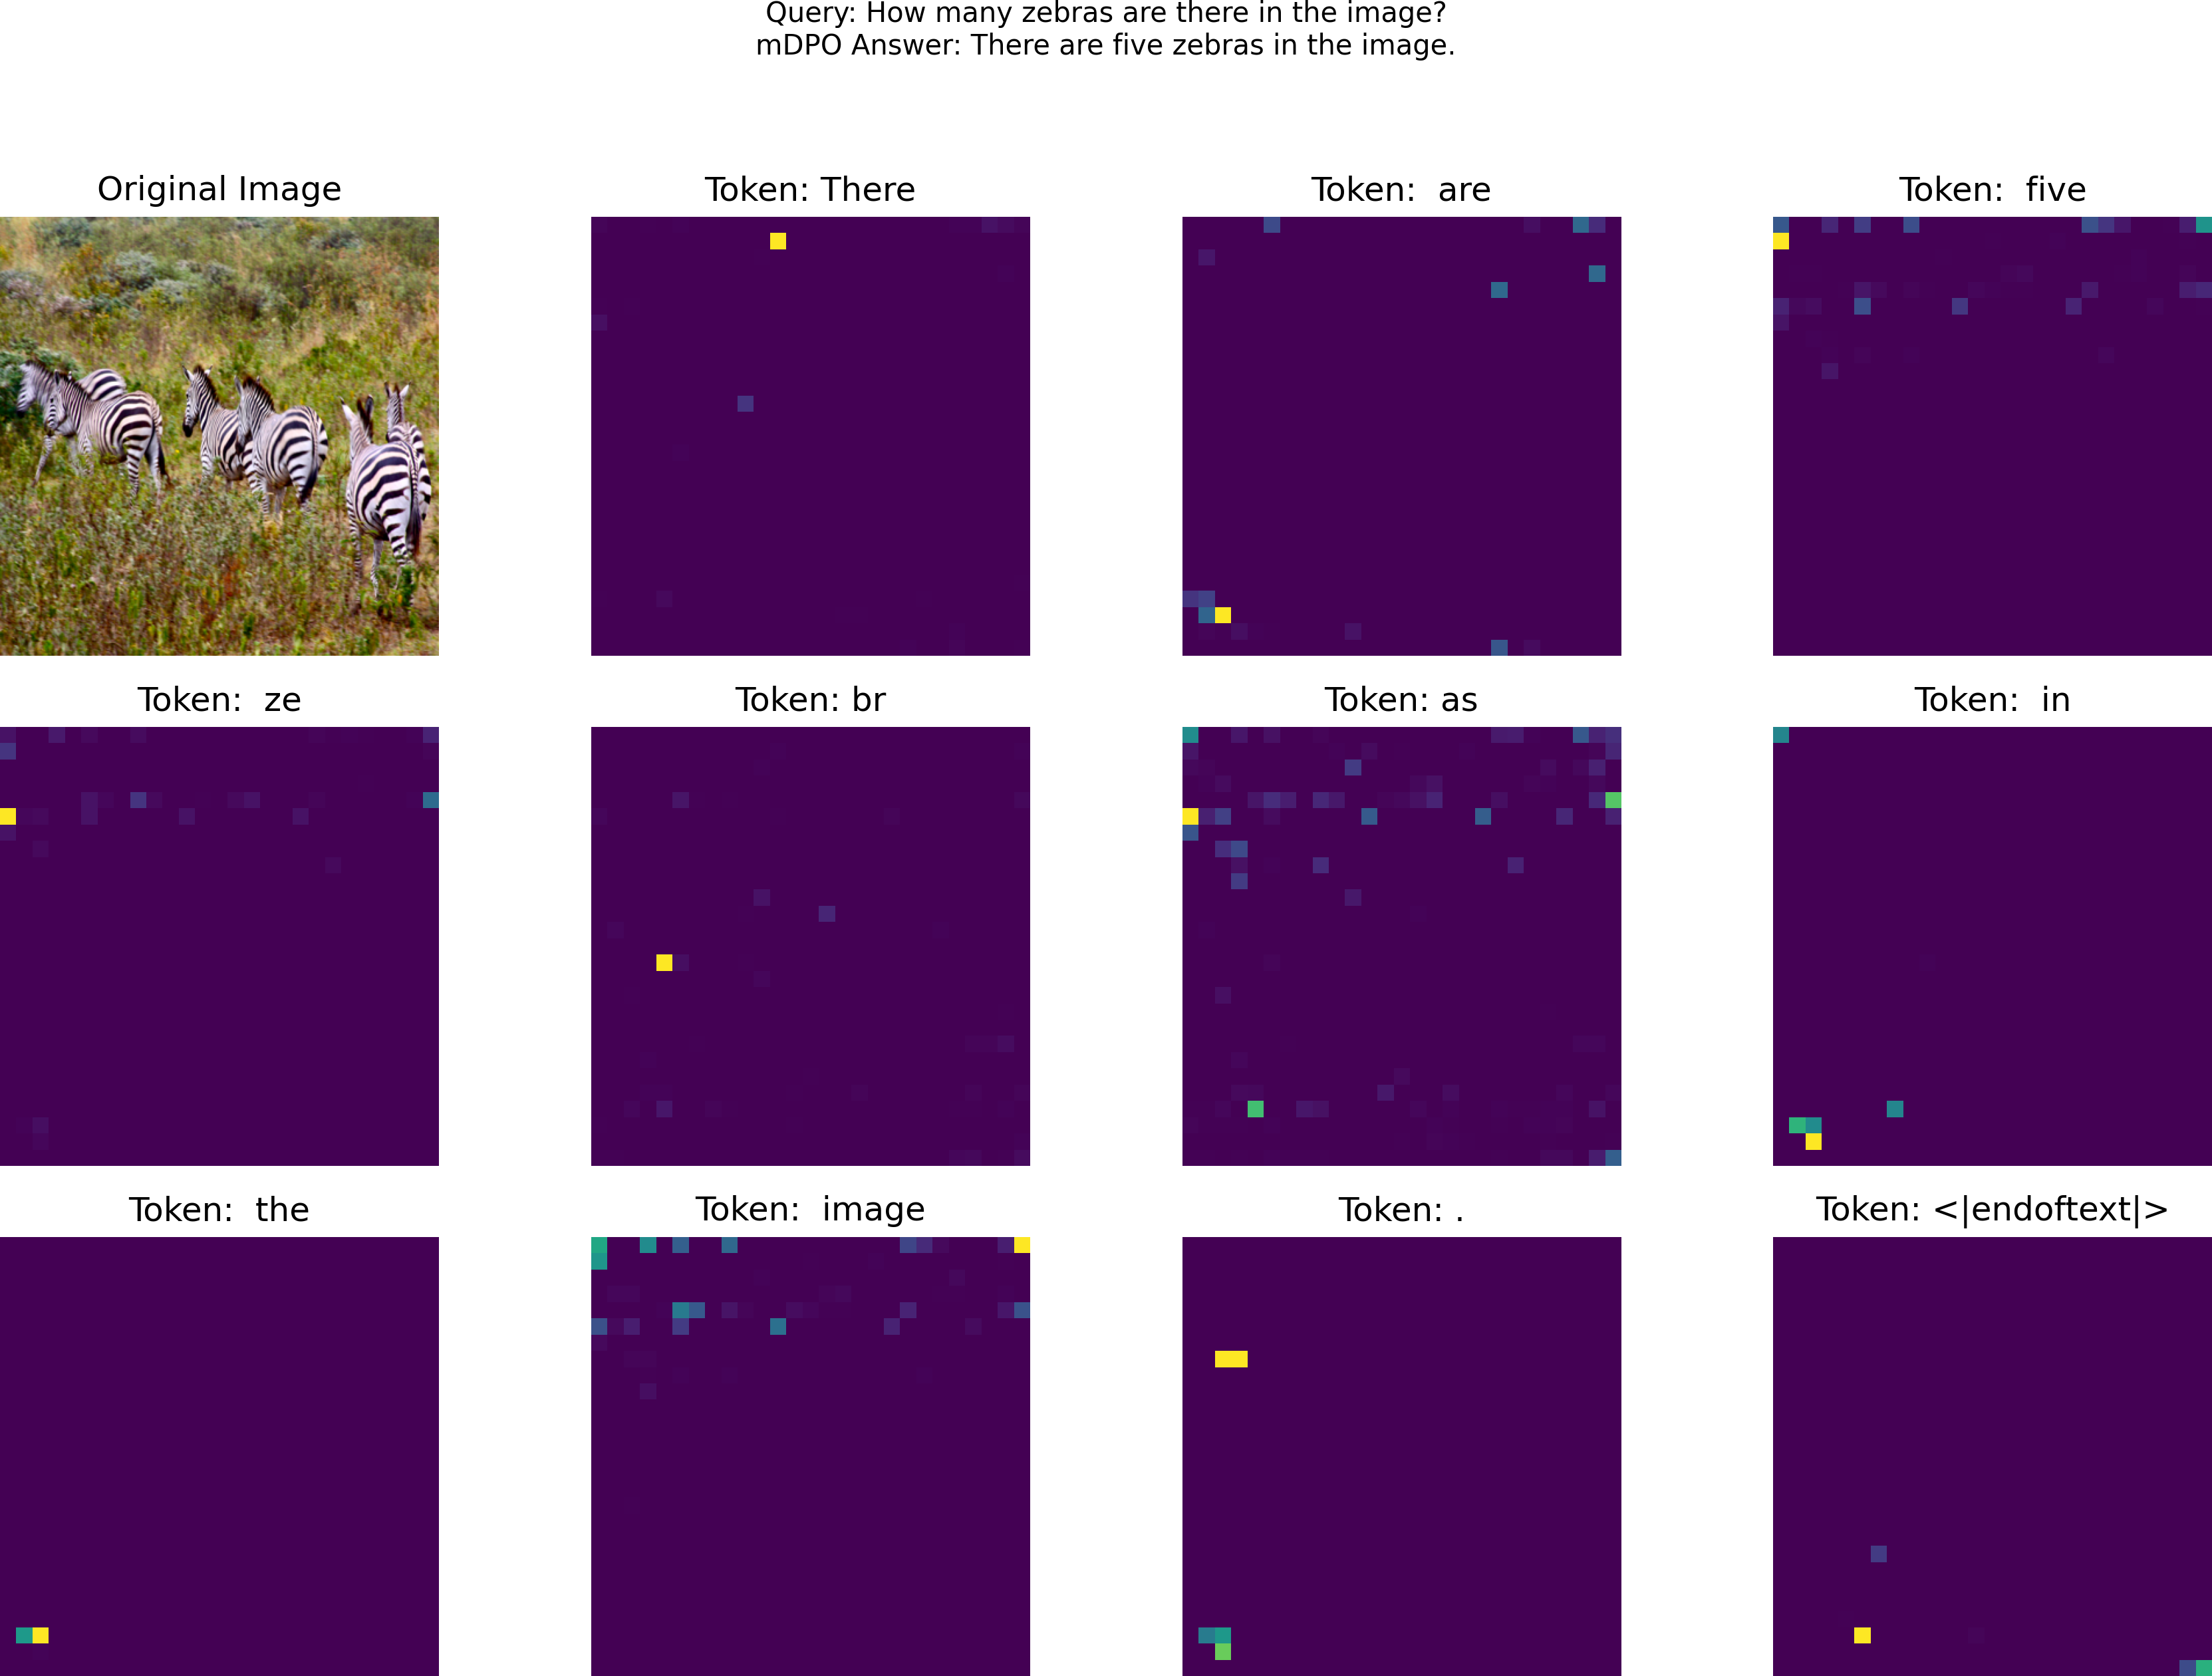 Query: How many zebras are there in the image?
mDPO Answer: There are five zebras in the image.
Original Image
Token: There
Token:  are
Token:  five
Token:  ze
Token: br
Token: as
Token:  in
Token:  the
Token:  image
Token: .
Token: <|endoftext|>